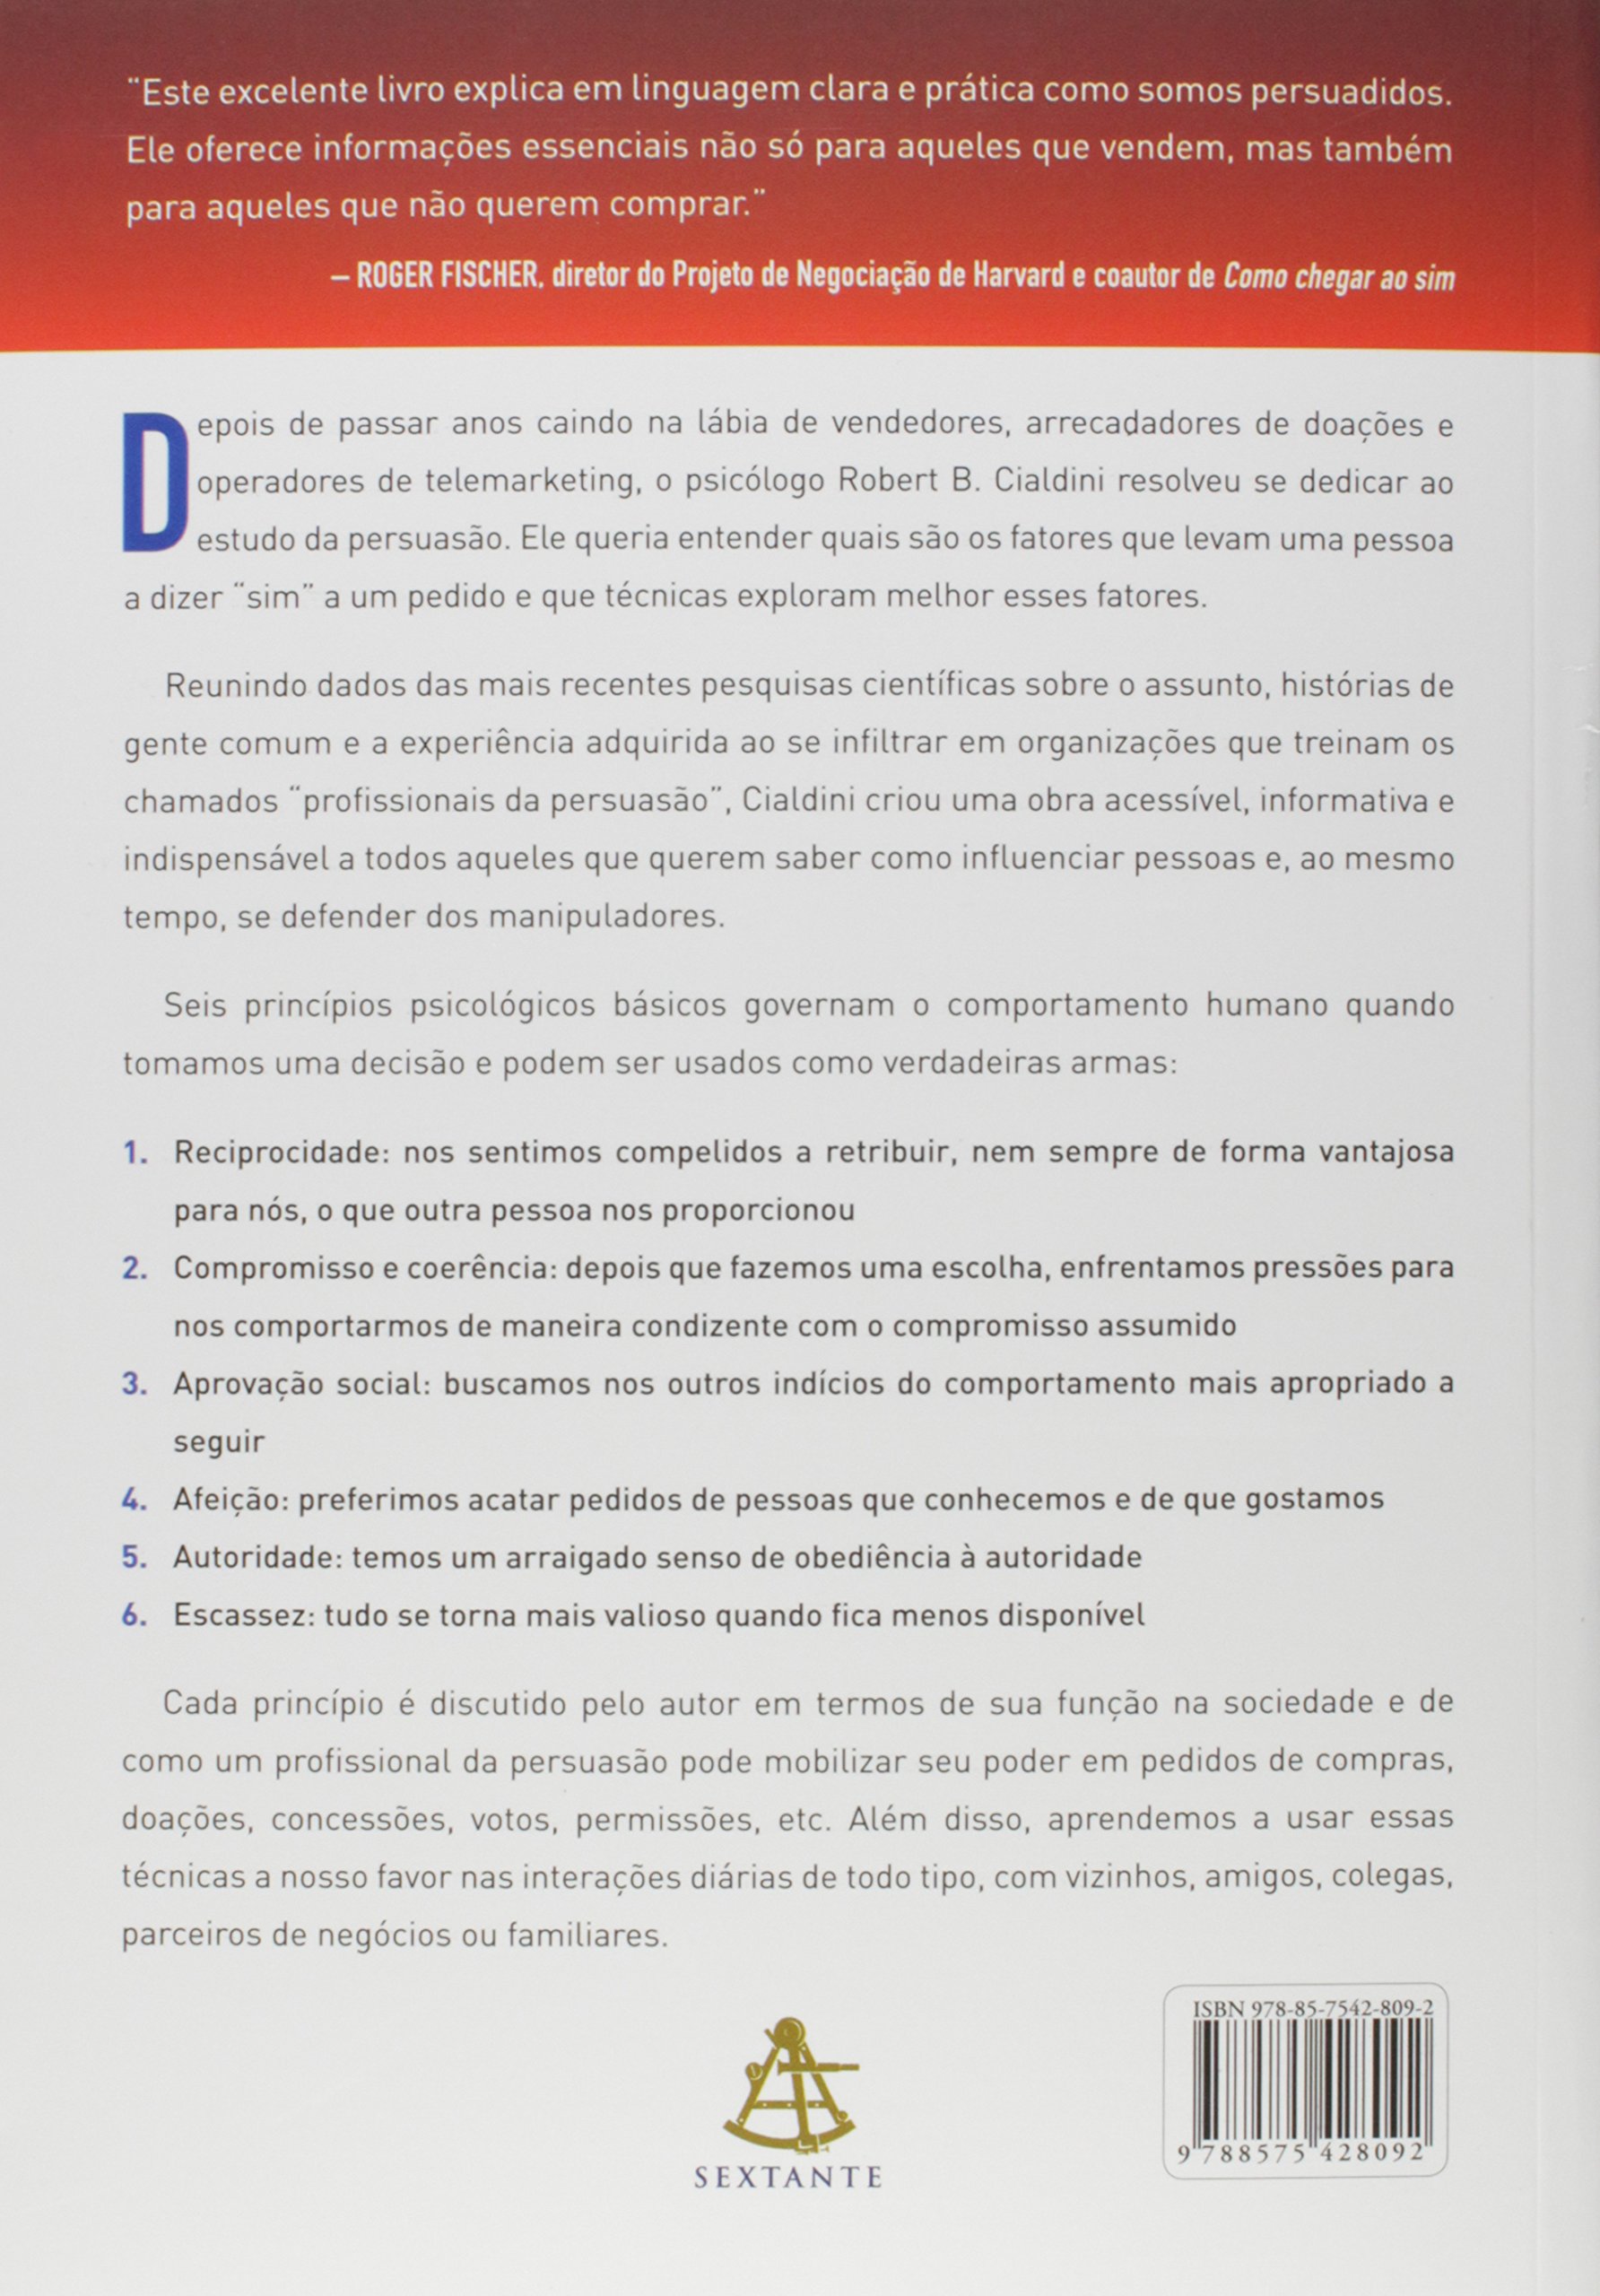 "Este excelente livro explica em linguagem clara e prática como somos persuadidos.
Ele oferece informações essenciais não só para aqueles que vendem, mas também
para aqueles que não querem comprar."
– ROGER FISCHER, diretor do Projeto de Negociação de Harvard e coautor de Como chegar ao sim
Depois de passar anos caindo na lábia de vendedores, arrecadadores de doações e
operadores de telemarketing, o psicólogo Robert B. Cialdini resolveu se dedicar ao
estudo da persuasão. Ele queria entender quais são os fatores que levam uma pessoa
a dizer "sim" a um pedido e que técnicas exploram melhor esses fatores.
Reunindo dados das mais recentes pesquisas científicas sobre o assunto, histórias de
gente comum e a experiência adquirida ao se infiltrar em organizações que treinam os
chamados "profissionais da persuasão", Cialdini criou uma obra acessível, informativa e
indispensável a todos aqueles que querem saber como influenciar pessoas e, ao mesmo
tempo, se defender dos manipuladores.
Seis princípios psicológicos básicos governam o comportamento humano quando
tomamos uma decisão e podem ser usados como verdadeiras armas:
1. Reciprocidade: nos sentimos compelidos a retribuir, nem sempre de forma vantajosa
para nós, o que outra pessoa nos proporcionou
2. Compromisso e coerência: depois que fazemos uma escolha, enfrentamos pressões para
nos comportarmos de maneira condizente com o compromisso assumido
3. Aprovação social: buscamos nos outros indícios do comportamento mais apropriado a
seguir
4. Afeição: preferimos acatar pedidos de pessoas que conhecemos e de que gostamos
5. Autoridade: temos um arraigado senso de obediência à autoridade
6. Escassez: tudo se torna mais valioso quando fica menos disponível
Cada princípio é discutido pelo autor em termos de sua função na sociedade e de
como um profissional da persuasão pode mobilizar seu poder em pedidos de compras,
doações, concessões, votos, permissões, etc. Além disso, aprendemos a usar essas
técnicas a nosso favor nas interações diárias de todo tipo, com vizinhos, amigos, colegas,
parceiros de negócios ou familiares.
ISBN 978-85-7542-809-2
9 788575 428092
SEXTANTE